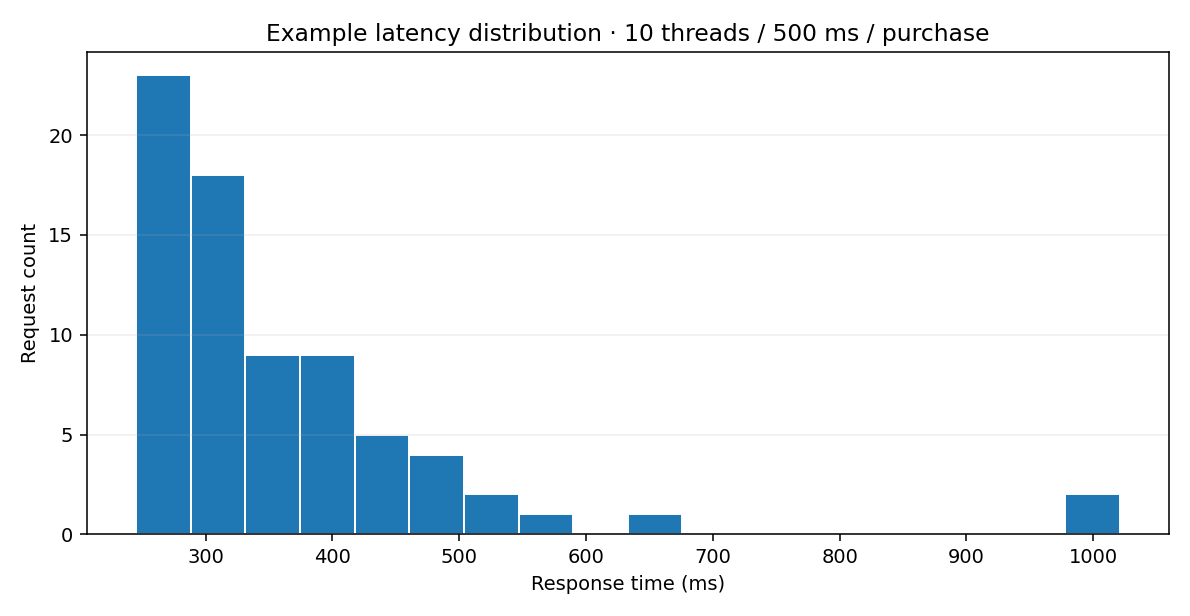 Example latency distribution · 10 threads / 500 ms / purchase
Request count
20
15
10
5
0
300 400 500 600 700 800 900 1000
Response time (ms)